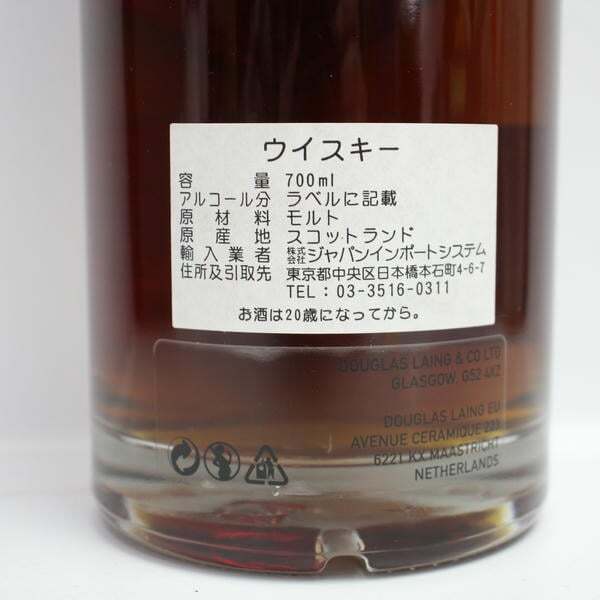 ウイスキー
容量 700ml
アルコール分 ラベルに記載
原材料 モルト
原産地 スコットランド
輸入業者 株式会社ジャパンインポートシステム
住所及引取先 東京都中央区日本橋本石町4-6-7
TEL：03-3516-0311
お酒は20歳になってから。
DOUGLAS LAING & CO LTD
GLASGOW, G52 4XZ
DOUGLAS LAING EU
AVENUE CERAMIQUE 223
6221 KX MAASTRICHT
NETHERLANDS